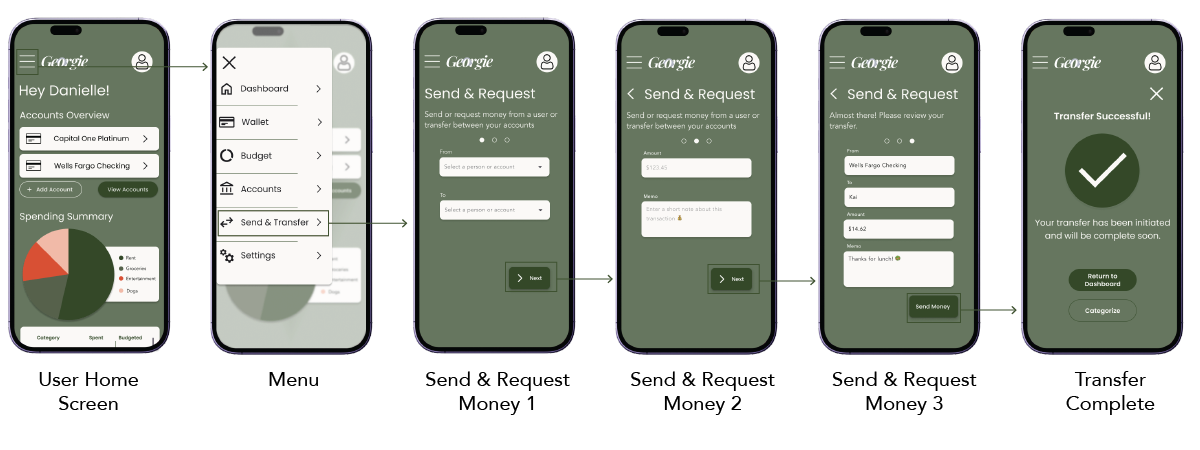 Georgie
Hey Danielle!
Accounts Overview
Capital One Platinum
Wells Fargo Checking
+ Add Account
View Accounts
Spending Summary
Rent
Groceries
Entertainment
Dogs
Category Spent Budgeted
User Home
Screen
Dashboard
Wallet
Budget
Accounts
Send & Transfer
Settings
Accounts
Rent
Groceries
Entertainment
Dogs
Menu
Georgie
Send & Request
Send or request money from a user or
transfer between your accounts
From
Select a person or account
To
Select a person or account
Next
Send & Request
Money 1
Georgie
Send & Request
Send or request money from a user or
transfer between your accounts
Amount
$123.45
Memo
Enter a short note about this
transaction
Next
Send & Request
Money 2
Georgie
Send & Request
Almost there! Please review your
transfer.
From
Wells Fargo Checking
To
Kai
Amount
$14.62
Memo
Thanks for lunch!
Send Money
Send & Request
Money 3
Georgie
Transfer Successful!
Your transfer has been initiated
and will be complete soon.
Return to
Dashboard
Categorize
Transfer
Complete